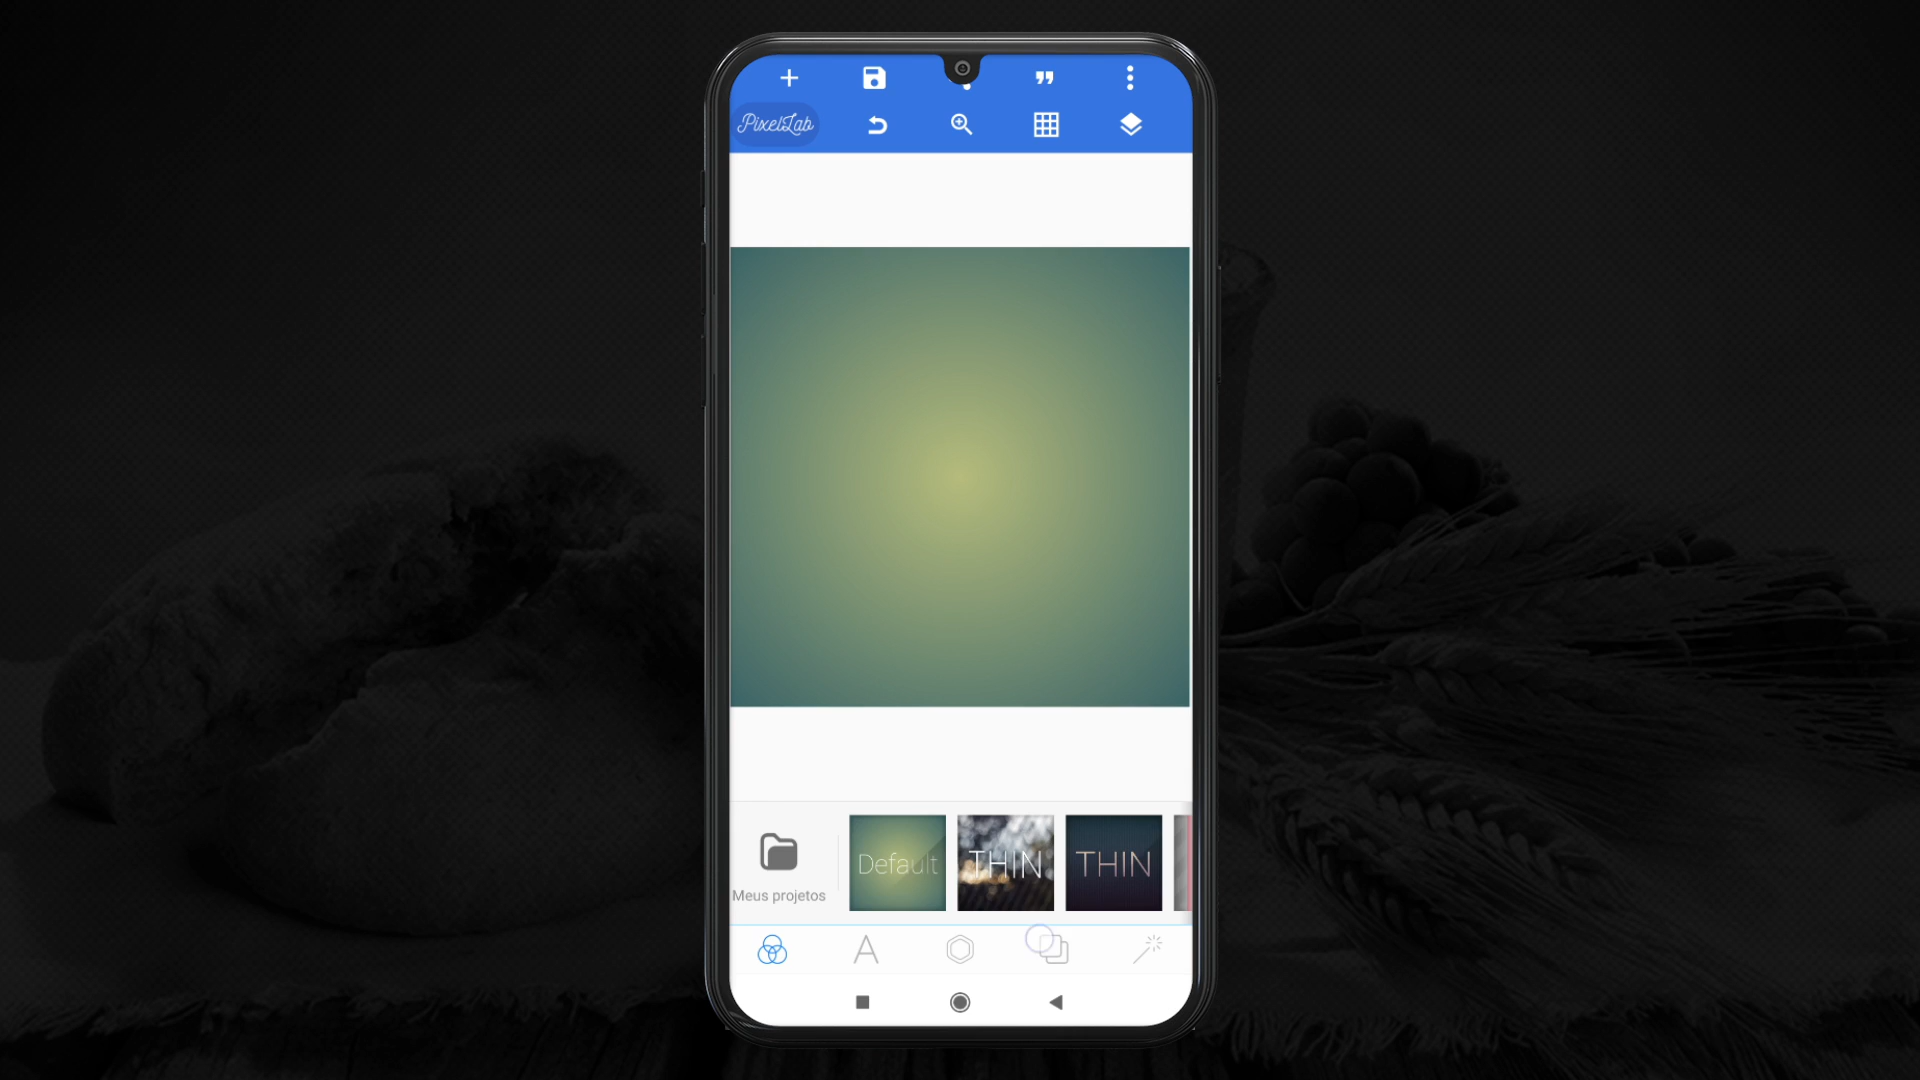 PixelLab
Default
THIN
THIN
Meus projetos